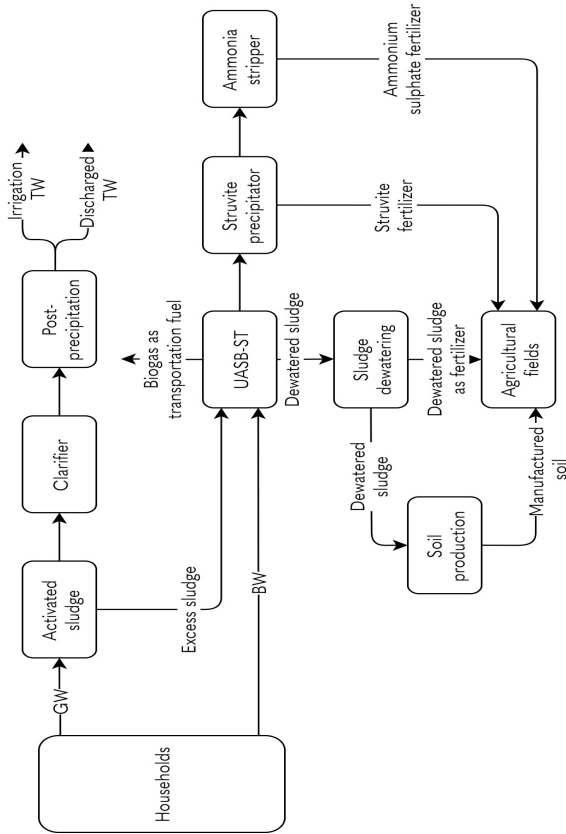 Households
GW
BW
Activated
sludge
Clarifier
Post-
precipitation
Irrigation
TW
Discharged
TW
Excess sludge
Biogas as
transportation fuel
UASB-ST
Struvite
precipitator
Ammonia
stripper
Dewatered sludge
Sludge
dewatering
Dewatered
sludge
Soil
production
Dewatered sludge
as fertilizer
Struvite
fertilizer
Ammonium
sulphate fertilizer
Manufactured
soil
Agricultural
fields